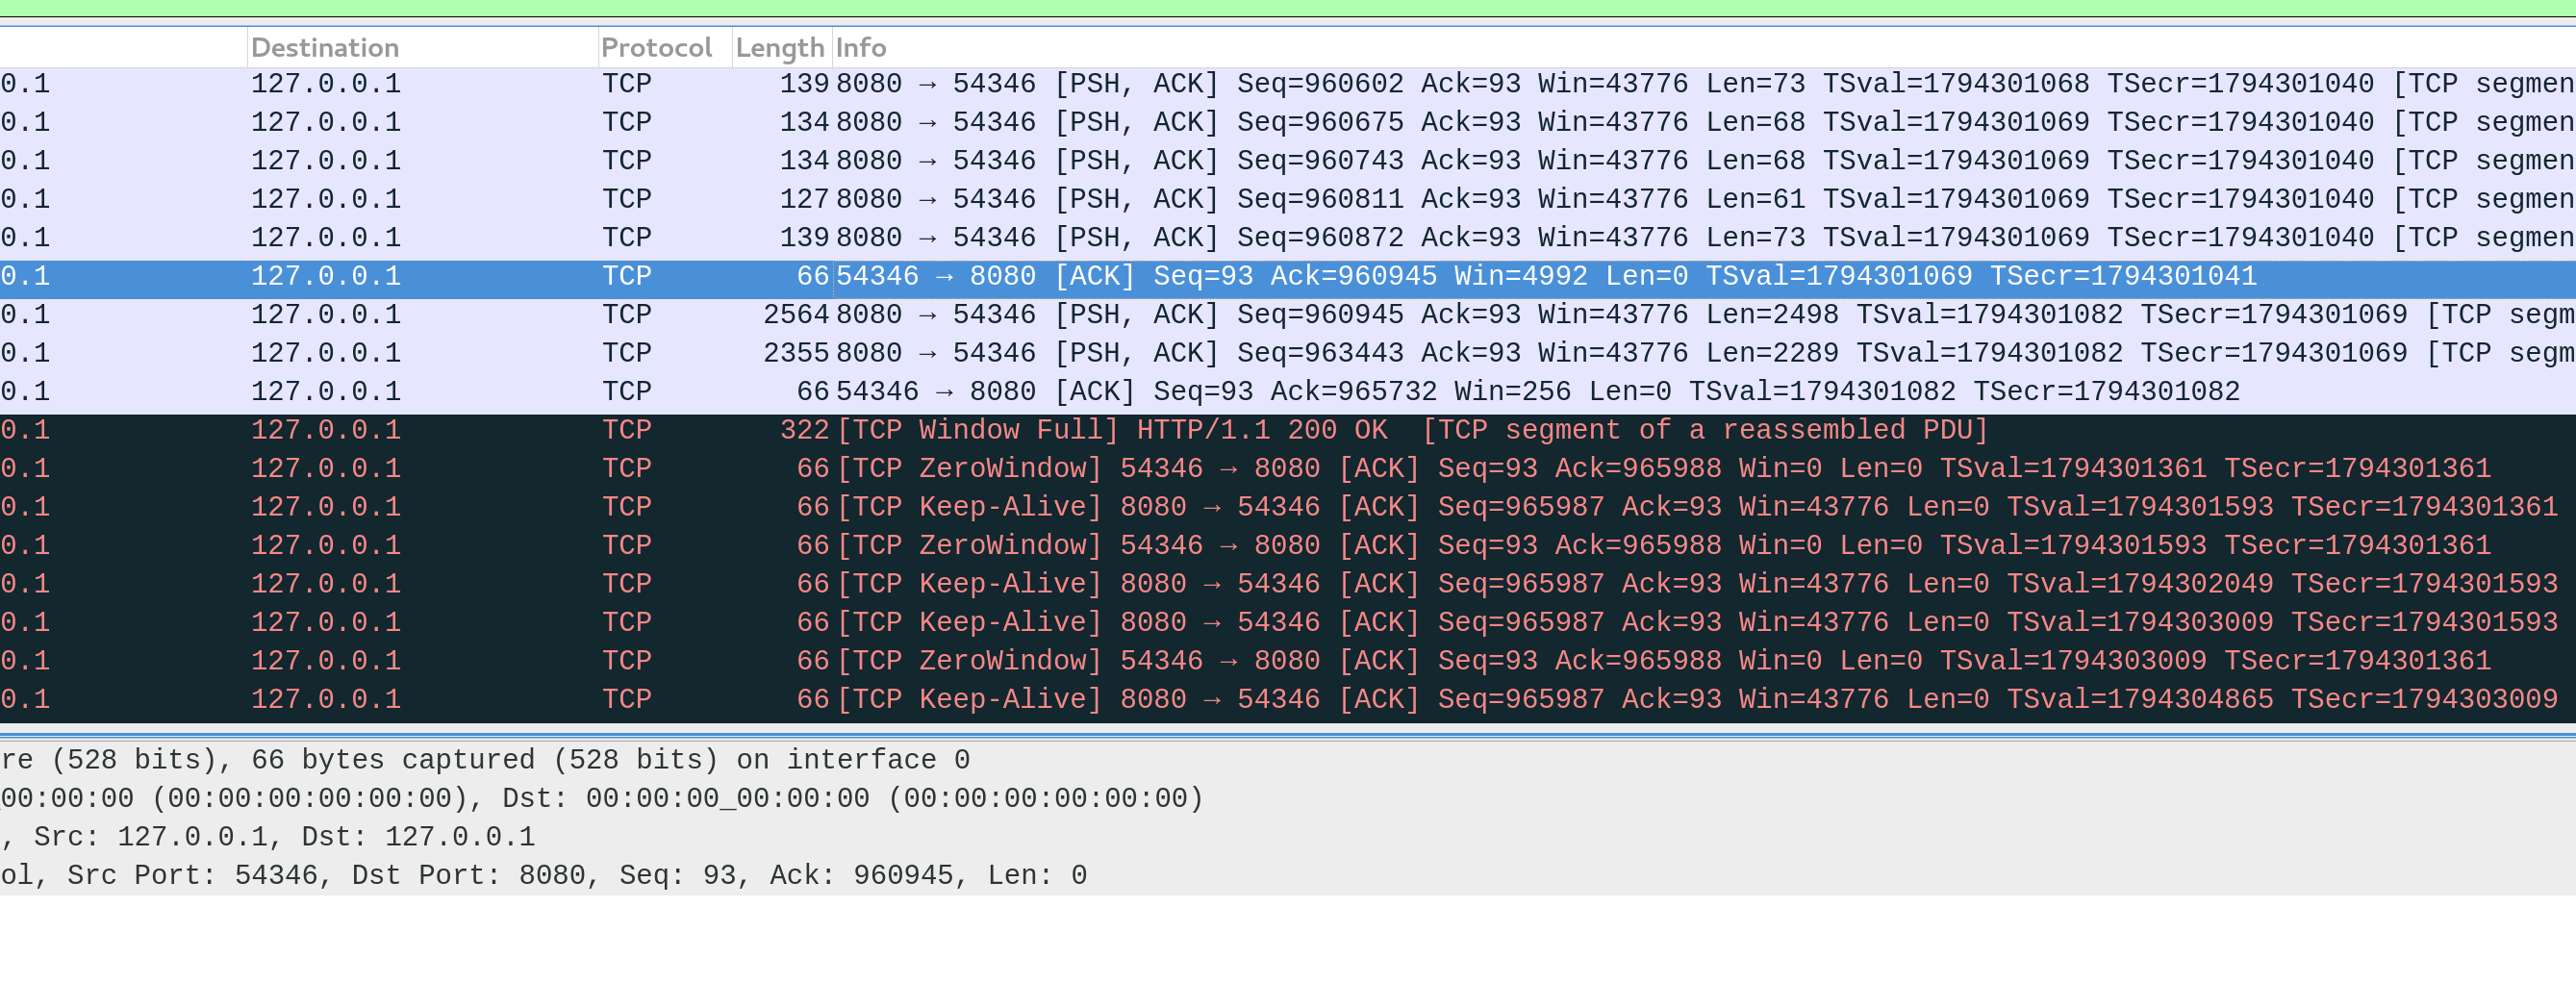 Destination Protocol Length Info
0.1 127.0.0.1 TCP 139 8080 → 54346 [PSH, ACK] Seq=960602 Ack=93 Win=43776 Len=73 TSval=1794301068 TSecr=1794301040 [TCP segmen
0.1 127.0.0.1 TCP 134 8080 → 54346 [PSH, ACK] Seq=960675 Ack=93 Win=43776 Len=68 TSval=1794301069 TSecr=1794301040 [TCP segmen
0.1 127.0.0.1 TCP 134 8080 → 54346 [PSH, ACK] Seq=960743 Ack=93 Win=43776 Len=68 TSval=1794301069 TSecr=1794301040 [TCP segmen
0.1 127.0.0.1 TCP 127 8080 → 54346 [PSH, ACK] Seq=960811 Ack=93 Win=43776 Len=61 TSval=1794301069 TSecr=1794301040 [TCP segmen
0.1 127.0.0.1 TCP 139 8080 → 54346 [PSH, ACK] Seq=960872 Ack=93 Win=43776 Len=73 TSval=1794301069 TSecr=1794301040 [TCP segmen
0.1 127.0.0.1 TCP 66 54346 → 8080 [ACK] Seq=93 Ack=960945 Win=4992 Len=0 TSval=1794301069 TSecr=1794301041
0.1 127.0.0.1 TCP 2564 8080 → 54346 [PSH, ACK] Seq=960945 Ack=93 Win=43776 Len=2498 TSval=1794301082 TSecr=1794301069 [TCP segm
0.1 127.0.0.1 TCP 2355 8080 → 54346 [PSH, ACK] Seq=963443 Ack=93 Win=43776 Len=2289 TSval=1794301082 TSecr=1794301069 [TCP segm
0.1 127.0.0.1 TCP 66 54346 → 8080 [ACK] Seq=93 Ack=965732 Win=256 Len=0 TSval=1794301082 TSecr=1794301082
0.1 127.0.0.1 TCP 322 [TCP Window Full] HTTP/1.1 200 OK  [TCP segment of a reassembled PDU]
0.1 127.0.0.1 TCP 66 [TCP ZeroWindow] 54346 → 8080 [ACK] Seq=93 Ack=965988 Win=0 Len=0 TSval=1794301361 TSecr=1794301361
0.1 127.0.0.1 TCP 66 [TCP Keep-Alive] 8080 → 54346 [ACK] Seq=965987 Ack=93 Win=43776 Len=0 TSval=1794301593 TSecr=1794301361
0.1 127.0.0.1 TCP 66 [TCP ZeroWindow] 54346 → 8080 [ACK] Seq=93 Ack=965988 Win=0 Len=0 TSval=1794301593 TSecr=1794301361
0.1 127.0.0.1 TCP 66 [TCP Keep-Alive] 8080 → 54346 [ACK] Seq=965987 Ack=93 Win=43776 Len=0 TSval=1794302049 TSecr=1794301593
0.1 127.0.0.1 TCP 66 [TCP Keep-Alive] 8080 → 54346 [ACK] Seq=965987 Ack=93 Win=43776 Len=0 TSval=1794303009 TSecr=1794301593
0.1 127.0.0.1 TCP 66 [TCP ZeroWindow] 54346 → 8080 [ACK] Seq=93 Ack=965988 Win=0 Len=0 TSval=1794303009 TSecr=1794301361
0.1 127.0.0.1 TCP 66 [TCP Keep-Alive] 8080 → 54346 [ACK] Seq=965987 Ack=93 Win=43776 Len=0 TSval=1794304865 TSecr=1794303009
re (528 bits), 66 bytes captured (528 bits) on interface 0
_00:00:00 (00:00:00:00:00:00), Dst: 00:00:00_00:00:00 (00:00:00:00:00:00)
, Src: 127.0.0.1, Dst: 127.0.0.1
ol, Src Port: 54346, Dst Port: 8080, Seq: 93, Ack: 960945, Len: 0